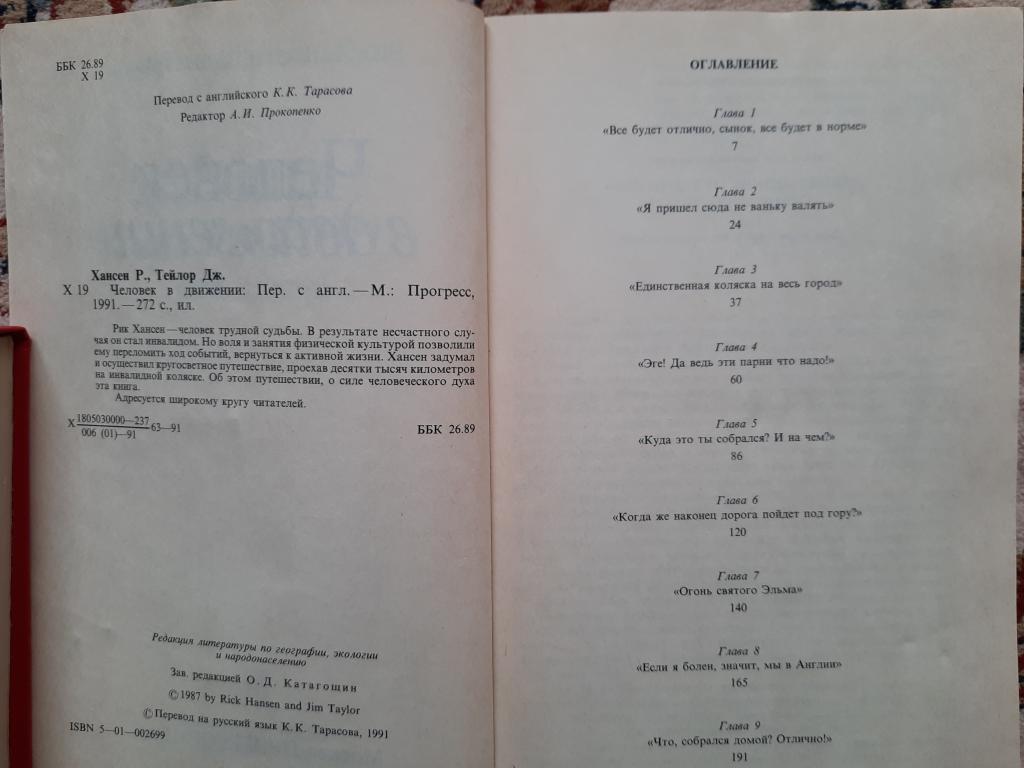 ББК 26.89
Х 19
Перевод с английского К. К. Тарасова
Редактор А. И. Прокопенко
Хансен Р., Тейлор Дж.
Х 19 Человек в движении: Пер. с англ. — М.: Прогресс,
1991. — 272 с., ил.
Рик Хансен — человек трудной судьбы. В результате несчастного слу-
чая он стал инвалидом. Но воля и занятия физической культурой позволили
ему переломить ход событий, вернуться к активной жизни. Хансен задумал
и осуществил кругосветное путешествие, проехав десятки тысяч километров
на инвалидной коляске. Об этом путешествии, о силе человеческого духа
эта книга.
Адресуется широкому кругу читателей.
Х 1805030000—237
006 (01)—91 63—91
ББК 26.89
Редакция литературы по географии, экологии
и народонаселению
Зав. редакцией О. Д. Катагощин
© 1987 by Rick Hansen and Jim Taylor
© Перевод на русский язык К. К. Тарасова, 1991
ISBN 5—01—002699
ОГЛАВЛЕНИЕ
Глава 1
«Все будет отлично, сынок, все будет в норме»
7
Глава 2
«Я пришел сюда не ваньку валять»
24
Глава 3
«Единственная коляска на весь город»
37
Глава 4
«Эге! Да ведь эти парни что надо!»
60
Глава 5
«Куда это ты собрался? И на чем?»
86
Глава 6
«Когда же наконец дорога пойдет под гору?»
120
Глава 7
«Огонь святого Эльма»
140
Глава 8
«Если я болен, значит, мы в Англии»
165
Глава 9
«Что, собрался домой? Отлично!»
191